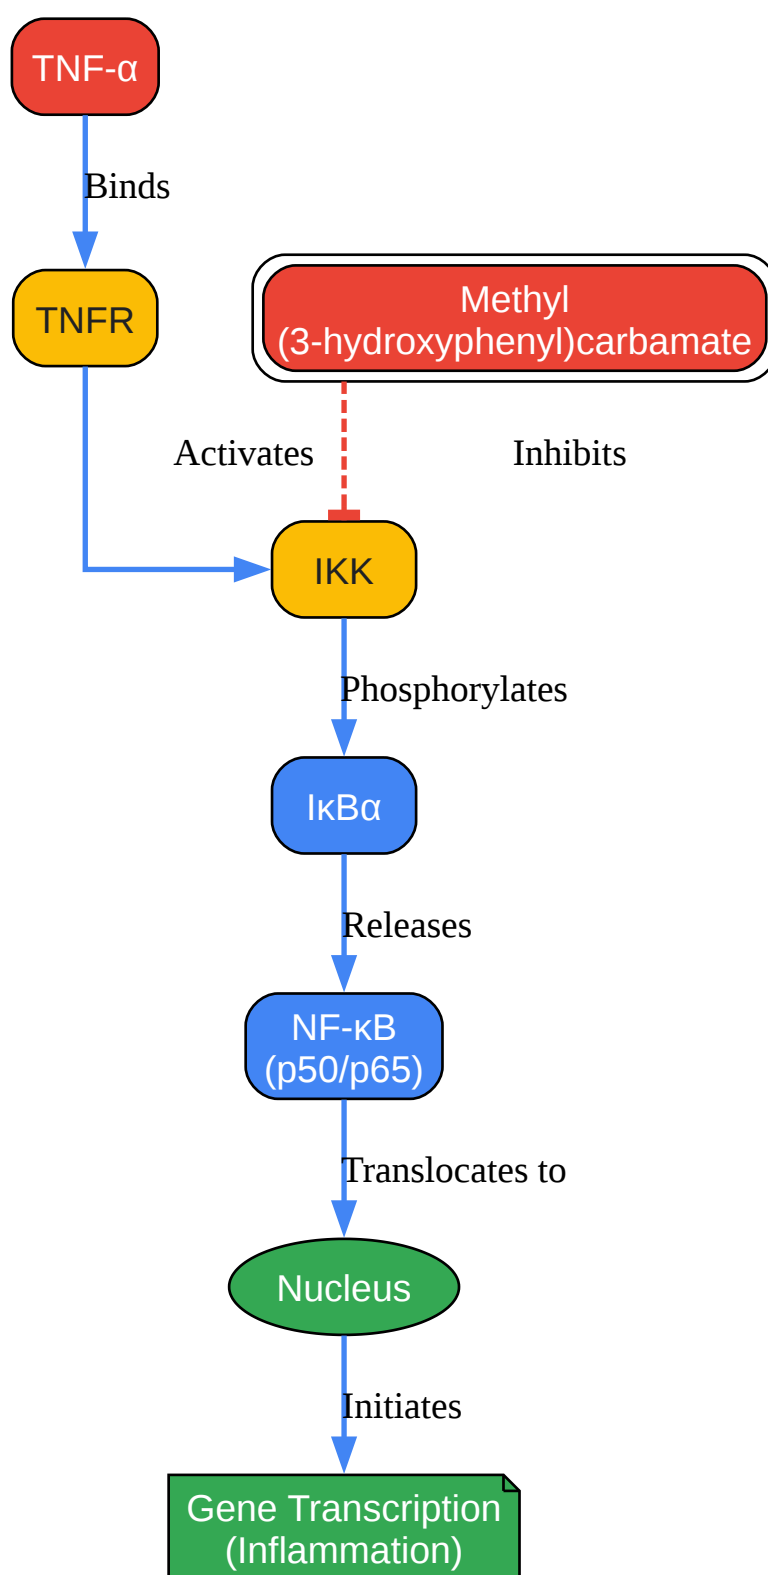 TNF-α
Binds
TNFR
Methyl
(3-hydroxyphenyl)carbamate
Activates
Inhibits
IKK
Phosphorylates
IκBα
Releases
NF-κB
(p50/p65)
Translocates to
Nucleus
Initiates
Gene Transcription
(Inflammation)